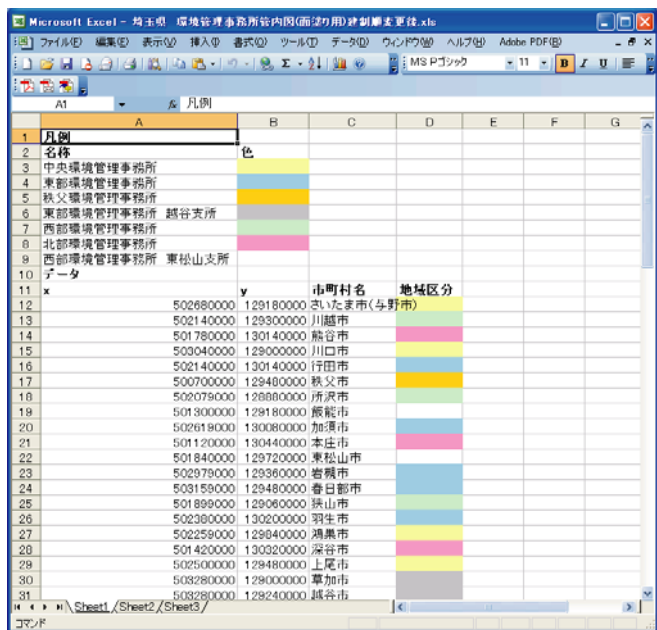 Microsoft Excel - 埼玉県 環境管理事務所管内図(面塗り用)建制順変更後.xls
ファイル(F) 編集(E) 表示(V) 挿入(I) 書式(O) ツール(T) データ(D) ウィンドウ(W) ヘルプ(H) Adobe PDF(B)
MS Pゴシック 11 B I U
A1 fx 凡例
A B C D E F G
1 凡例
2 名称 色
3 中央環境管理事務所
4 東部環境管理事務所
5 秩父環境管理事務所
6 東部環境管理事務所 越谷支所
7 西部環境管理事務所
8 北部環境管理事務所
9 西部環境管理事務所 東松山支所
10 データ
11 x y 市町村名 地域区分
12 502680000 129180000 さいたま市(与野市)
13 502140000 129300000 川越市
14 501780000 130140000 熊谷市
15 503040000 129000000 川口市
16 502140000 130140000 行田市
17 500700000 129480000 秩父市
18 502079000 128880000 所沢市
19 501300000 129180000 飯能市
20 502619000 130080000 加須市
21 501120000 130440000 本庄市
22 501840000 129720000 東松山市
23 502979000 129360000 岩槻市
24 503159000 129480000 春日部市
25 501899000 129060000 狭山市
26 502380000 130200000 羽生市
27 502259000 129840000 鴻巣市
28 501420000 130320000 深谷市
29 502500000 129480000 上尾市
30 503280000 129000000 草加市
31 503280000 129240000 越谷市
Sheet1 Sheet2 Sheet3
コマンド